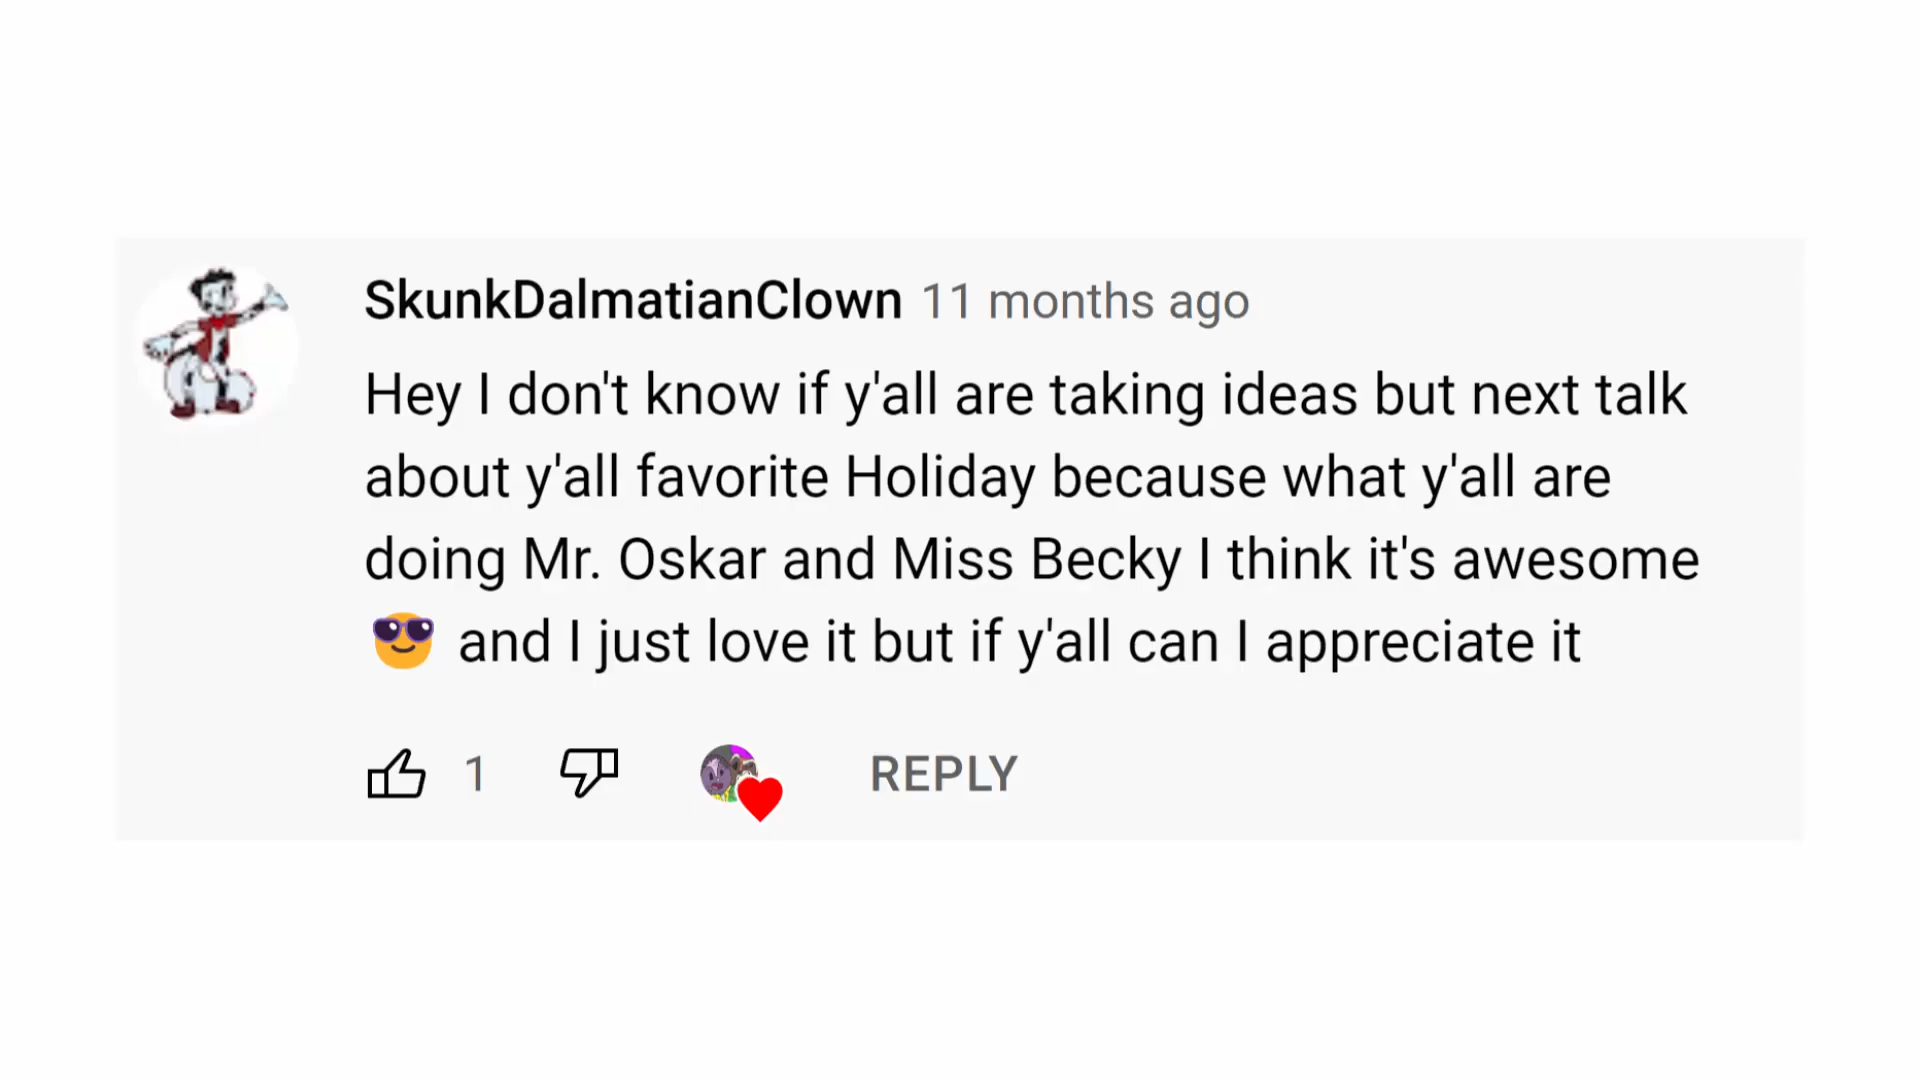 SkunkDalmatianClown 11 months ago
Hey I don't know if y'all are taking ideas but next talk
about y'all favorite Holiday because what y'all are
doing Mr. Oskar and Miss Becky I think it's awesome
😎 and I just love it but if y'all can I appreciate it
1 REPLY